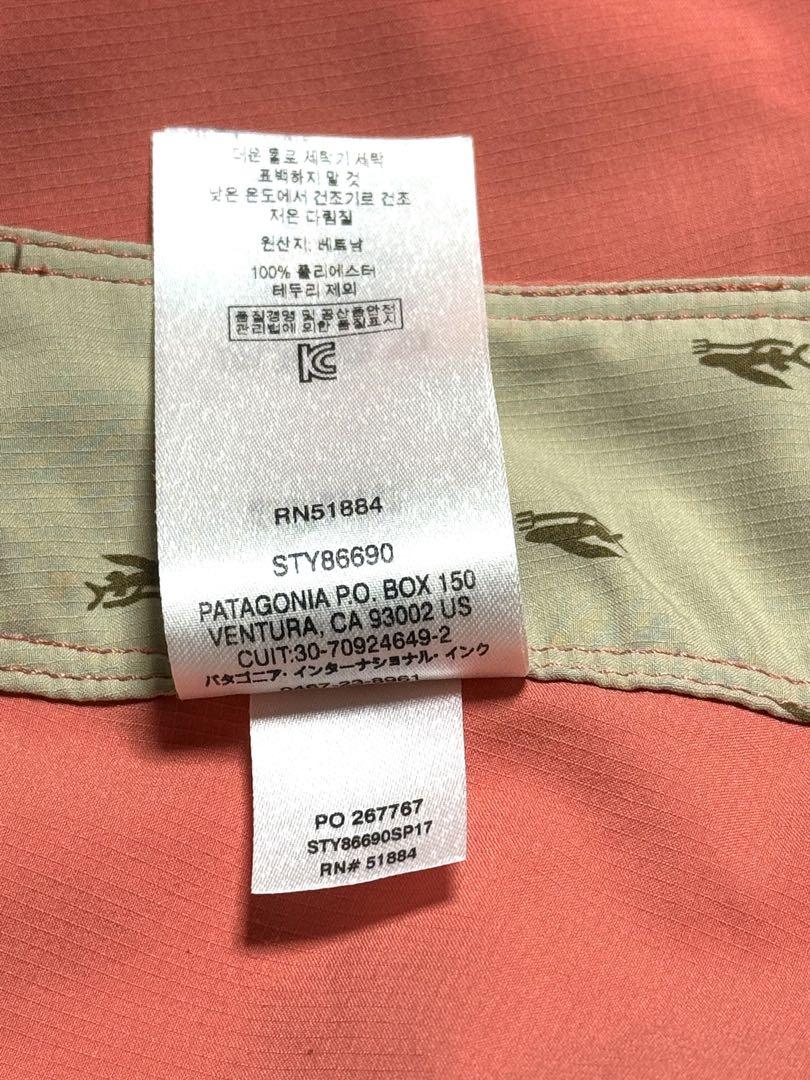 더운 물로 세탁기 세탁
표백하지 말 것
낮은 온도에서 건조기로 건조
저온 다림질
원산지: 베트남
100% 폴리에스터
테두리 제외
품질경영 및 공산품안전
관리법에 의한 품질표시
RN51884
STY86690
PATAGONIA P.O. BOX 150
VENTURA, CA 93002 US
CUIT:30-70924649-2
パタゴニア・インターナショナル・インク
0467-23-8961
PO 267767
STY86690SP17
RN# 51884